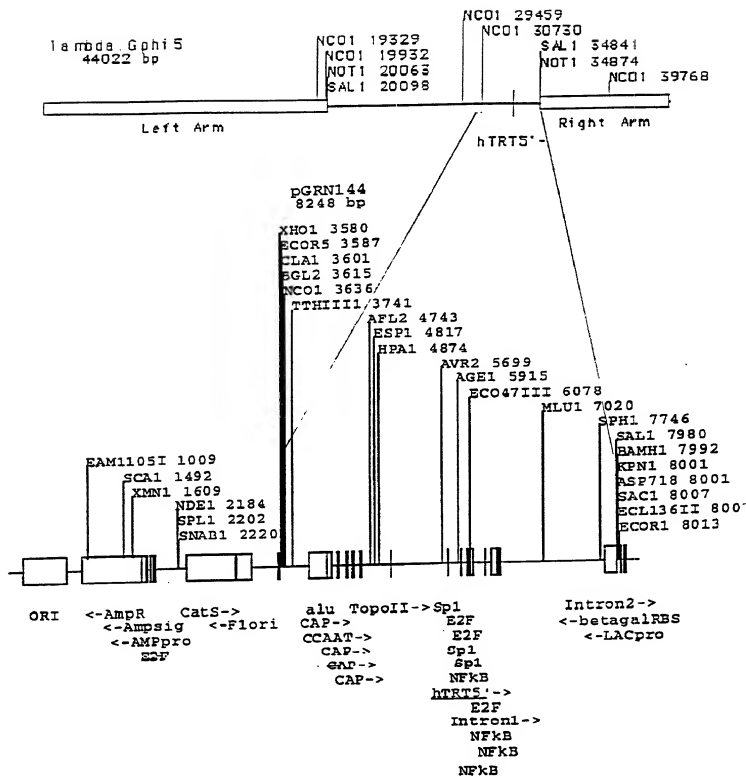 lambda.Gphi5
44022 bp
NCO1 19329
NCO1 19932
NOT1 20063
SAL1 20098
NCO1 29459
NCO1 30730
SAL1 34841
NOT1 34874
NCO1 39768
Left Arm
Right Arm
hTRT5'-
pGRN144
8248 bp
XHO1 3580
ECOR5 3587
CLA1 3601
BGL2 3615
NCO1 3636
TTHIII1 3741
AFL2 4743
ESP1 4817
HPA1 4874
AVR2 5699
AGE1 5915
ECO47III 6078
MLU1 7020
SPH1 7746
SAL1 7980
BAMH1 7992
KPN1 8001
ASP718 8001
SAC1 8007
ECL136II 8007
ECOR1 8013
EAM1105I 1009
SCA1 1492
XMN1 1609
NDE1 2184
SPL1 2202
SNAB1 2220
ORI
<-AmpR
<-Ampsig
<-AMPpro
E2F
CatS->
<-F1ori
alu
CAP->
CCAAT->
CAP->
CAP->
CAP->
TopoII->
Sp1
E2F
E2F
Sp1
Sp1
NFkB
hTRT5'->
E2F
Intron1->
NFkB
NFkB
NFkB
Intron2->
<-betagalRBS
<-LACpro